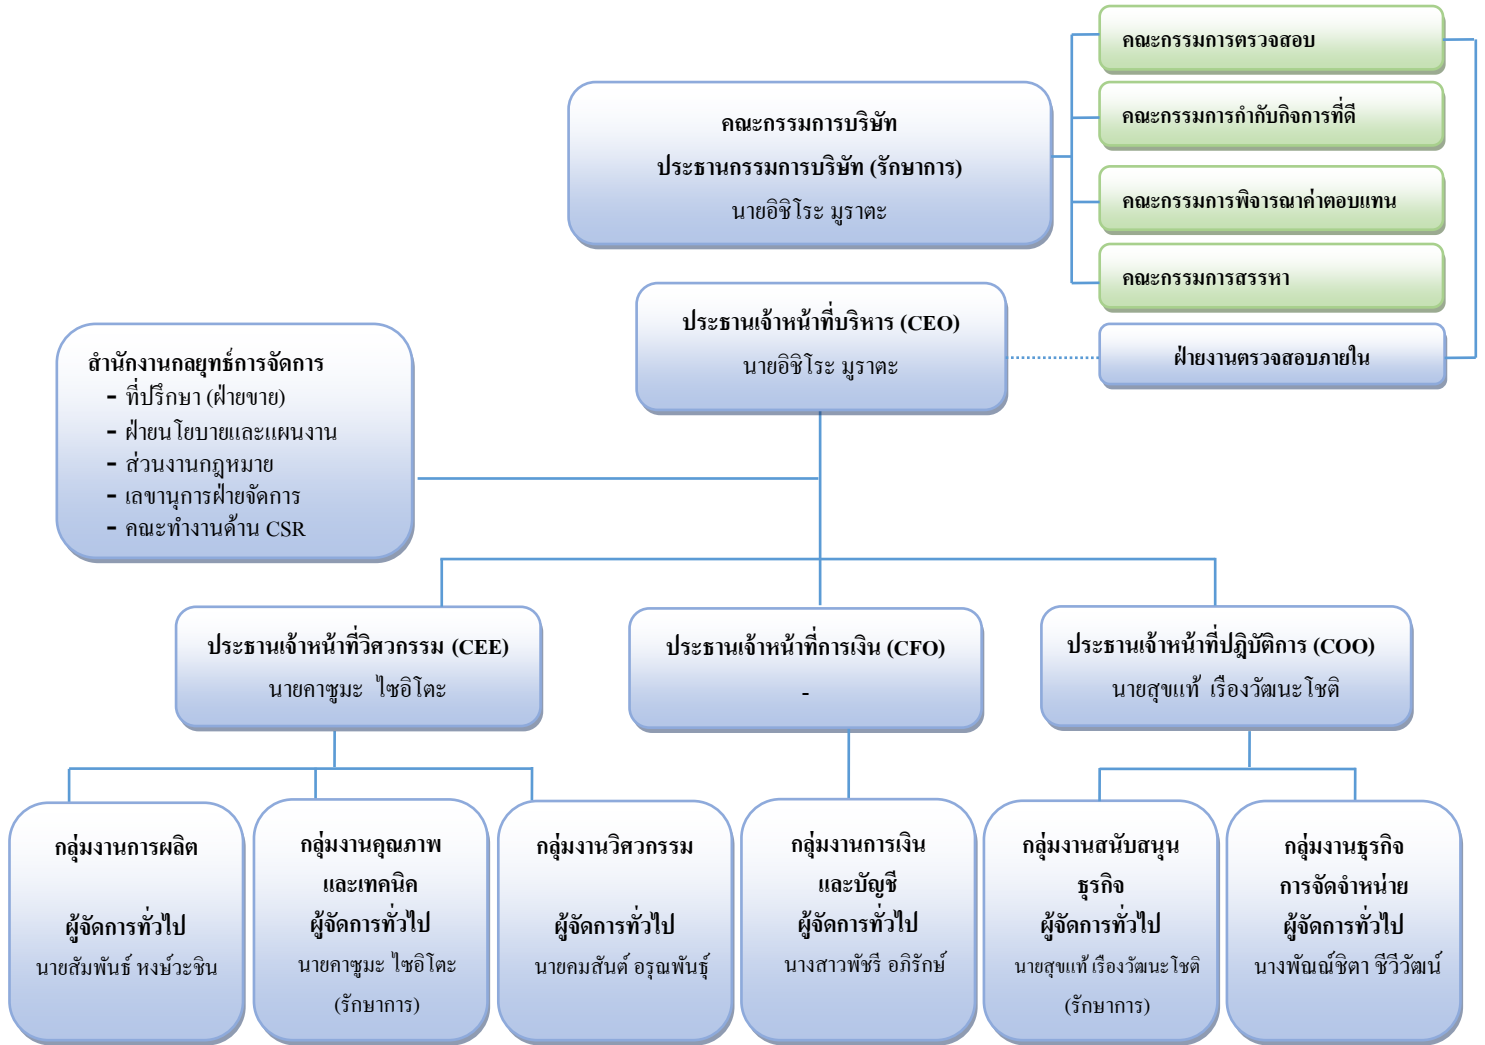 คณะกรรมการตรวจสอบ
คณะกรรมการกำกับกิจการที่ดี
คณะกรรมการพิจารณาค่าตอบแทน
คณะกรรมการสรรหา
คณะกรรมการบริษัท
ประธานกรรมการบริษัท (รักษาการ)
นายอิชิโระ มูราตะ
ประธานเจ้าหน้าที่บริหาร (CEO)
นายอิชิโระ มูราตะ
ฝ่ายงานตรวจสอบภายใน
สำนักงานกลยุทธ์การจัดการ
- ที่ปรึกษา (ฝ่ายขาย)
- ฝ่ายนโยบายและแผนงาน
- ส่วนงานกฎหมาย
- เลขานุการฝ่ายจัดการ
- คณะทำงานด้าน CSR
ประธานเจ้าหน้าที่วิศวกรรม (CEE)
นายคาซูมะ ไซอิโตะ
ประธานเจ้าหน้าที่การเงิน (CFO)
-
ประธานเจ้าหน้าที่ปฎิบัติการ (COO)
นายสุขแท้ เรืองวัฒนะโชติ
กลุ่มงานการผลิต
ผู้จัดการทั่วไป
นายสัมพันธ์ หงษ์วะชิน
กลุ่มงานคุณภาพ
และเทคนิค
ผู้จัดการทั่วไป
นายคาซูมะ ไซอิโตะ
(รักษาการ)
กลุ่มงานวิศวกรรม
ผู้จัดการทั่วไป
นายคมสันต์ อรุณพันธุ์
กลุ่มงานการเงิน
และบัญชี
ผู้จัดการทั่วไป
นางสาวพัชรี อภิรักษ์
กลุ่มงานสนับสนุน
ธุรกิจ
ผู้จัดการทั่วไป
นายสุขแท้ เรืองวัฒนะโชติ
(รักษาการ)
กลุ่มงานธุรกิจ
การจัดจำหน่าย
ผู้จัดการทั่วไป
นางพัณณ์ชิตา ชีวีวัฒน์